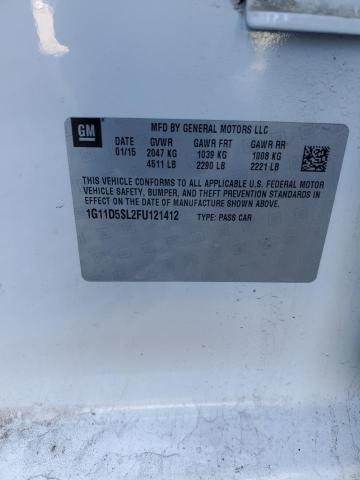 GM
MFD BY GENERAL MOTORS LLC
DATE GVWR GAWR FRT GAWR RR
01/15 2047 KG 1039 KG 1008 KG
4511 LB 2290 LB 2221 LB
THIS VEHICLE CONFORMS TO ALL APPLICABLE U.S. FEDERAL MOTOR
VEHICLE SAFETY, BUMPER, AND THEFT PREVENTION STANDARDS IN
EFFECT ON THE DATE OF MANUFACTURE SHOWN ABOVE.
1G11D5SL2FU121412 TYPE: PASS CAR